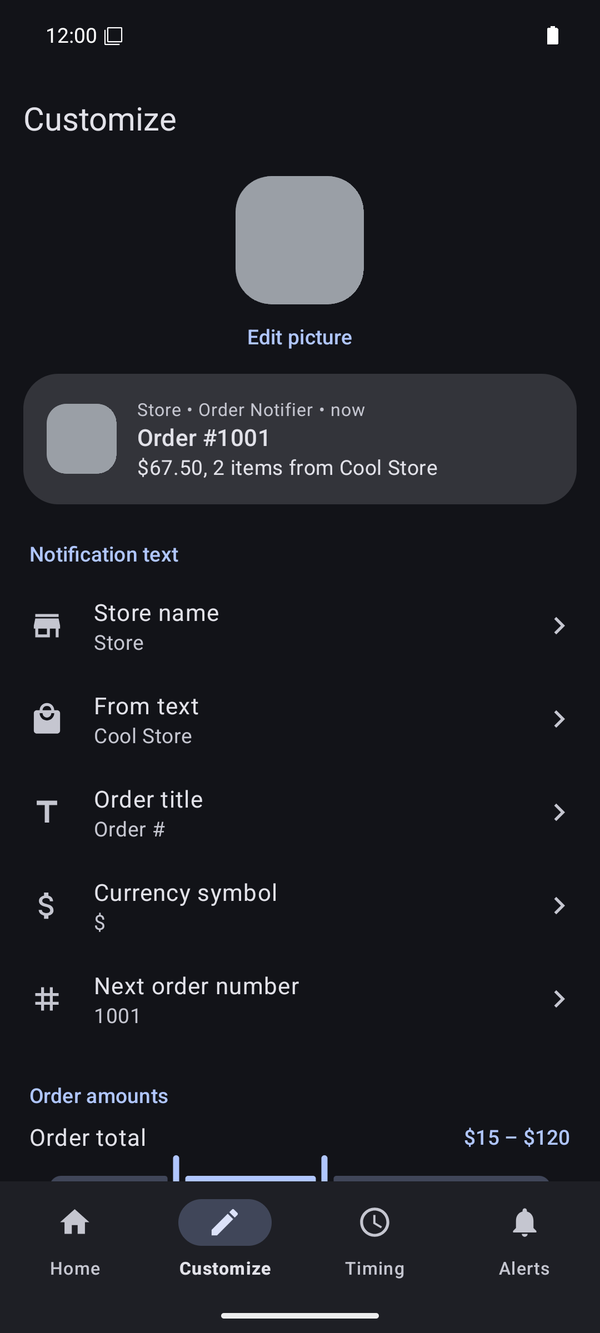 12:00
Customize
Edit picture
Store • Order Notifier • now
Order #1001
$67.50, 2 items from Cool Store
Notification text
Store name
Store
From text
Cool Store
Order title
Order #
Currency symbol
$
Next order number
1001
Order amounts
Order total $15 – $120
Home Customize Timing Alerts